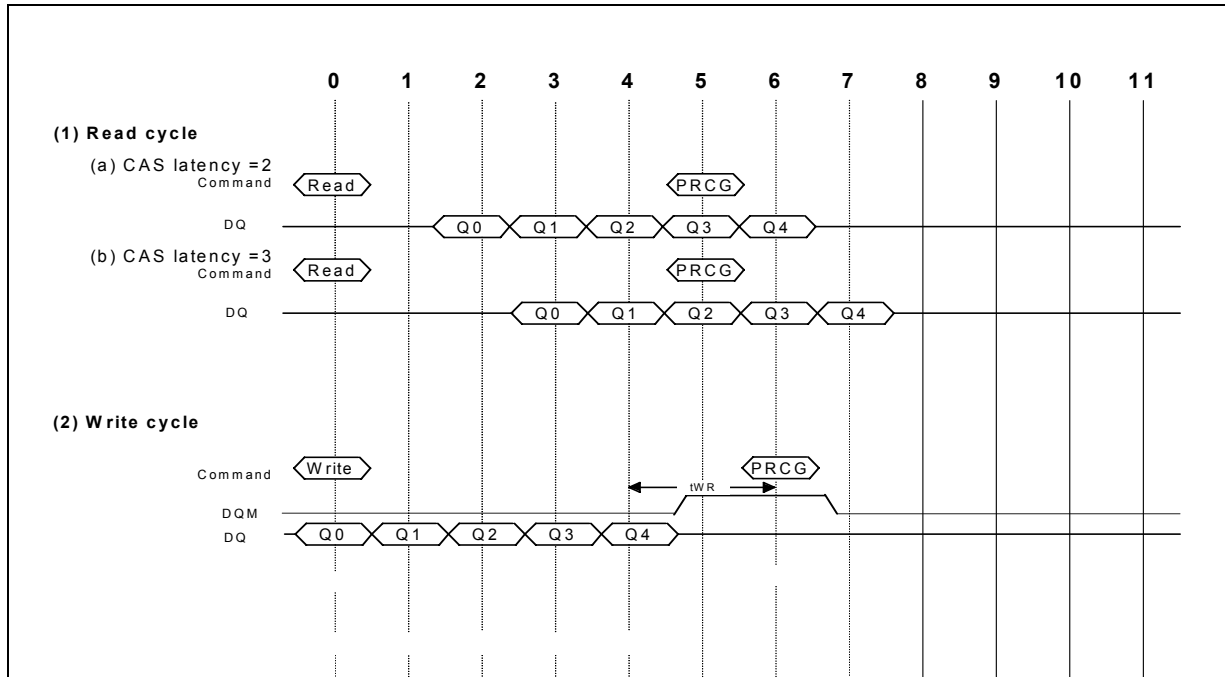 0 1 2 3 4 5 6 7 8 9 10 11
(1) Read cycle
(a) CAS latency =2
Command Read PRCG
DQ Q0 Q1 Q2 Q3 Q4
(b) CAS latency =3
Command Read PRCG
DQ Q0 Q1 Q2 Q3 Q4
(2) Write cycle
Command Write PRCG
tWR
DQM
DQ Q0 Q1 Q2 Q3 Q4